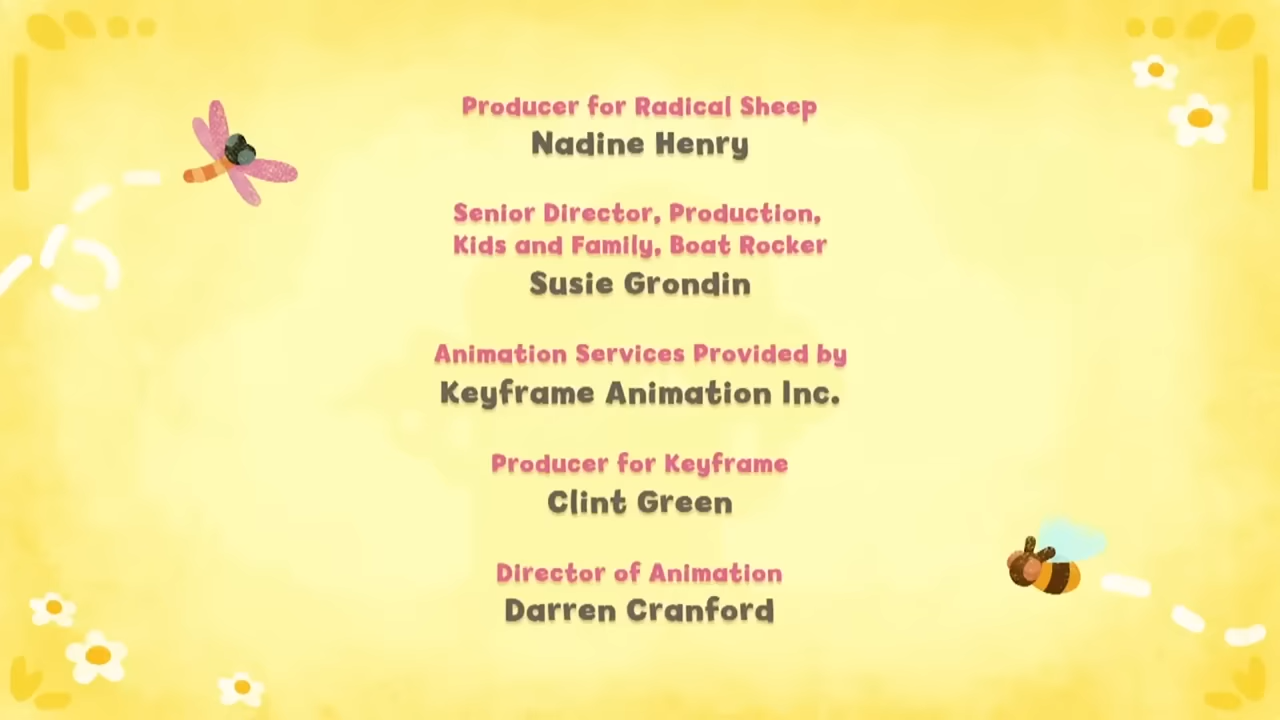 Producer for Radical Sheep
Nadine Henry
Senior Director, Production,
Kids and Family, Boat Rocker
Susie Grondin
Animation Services Provided by
Keyframe Animation Inc.
Producer for Keyframe
Clint Green
Director of Animation
Darren Cranford